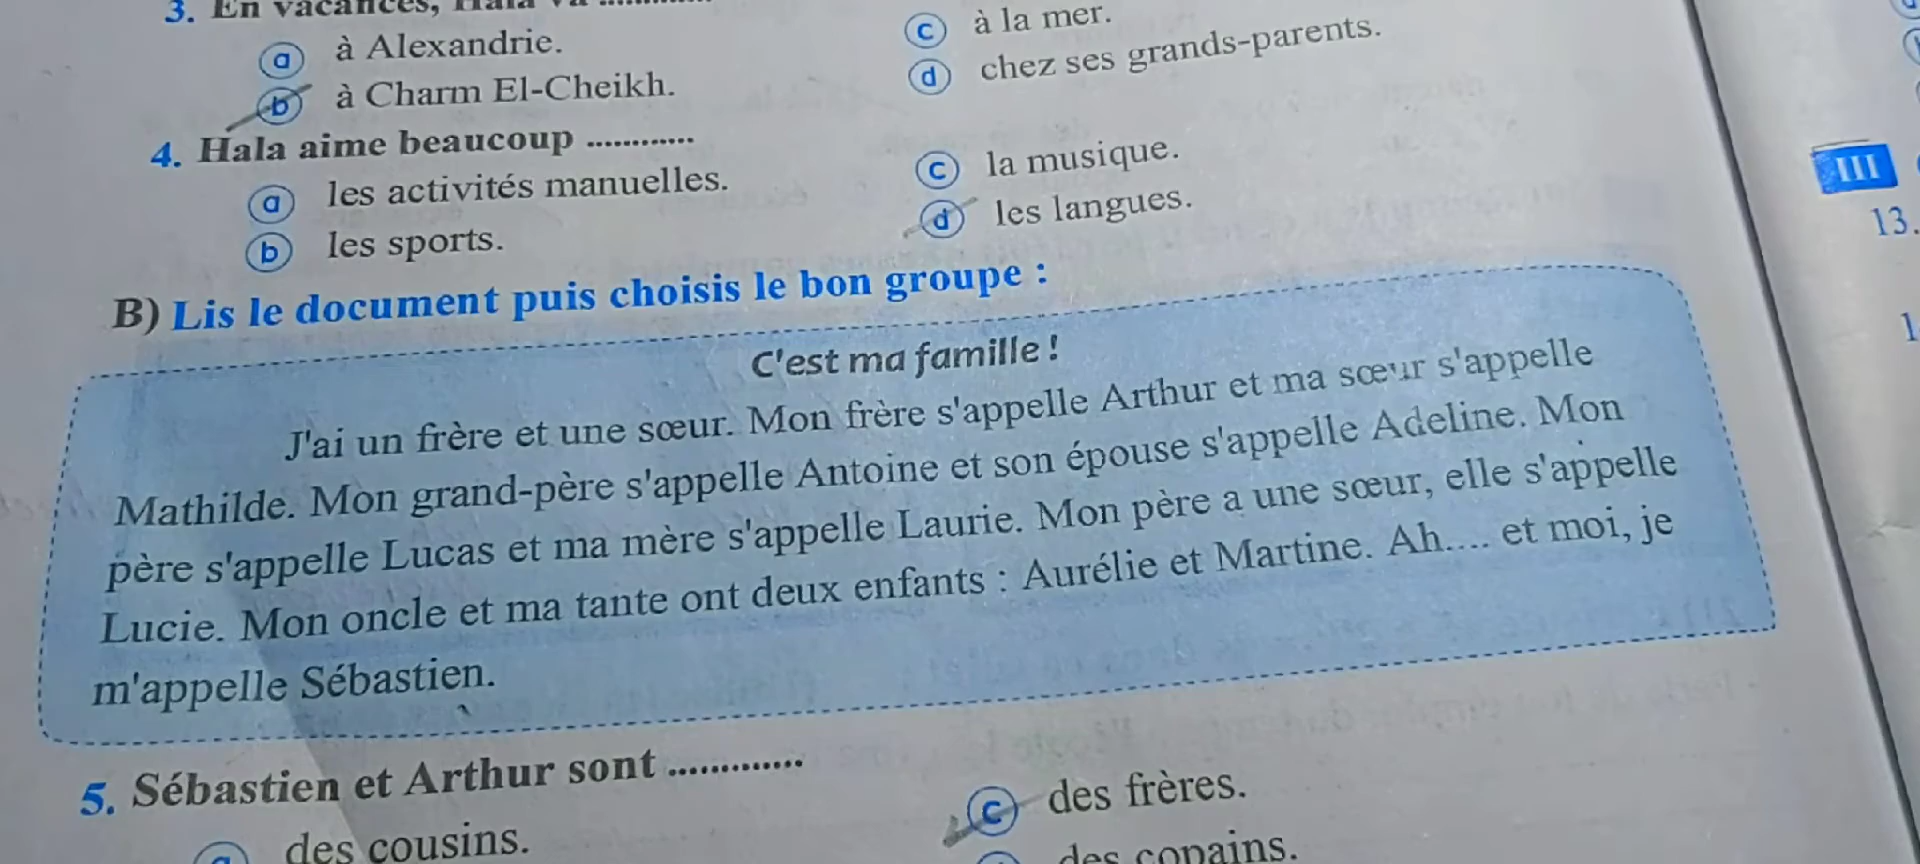 3. En vacances, Hala va ............
a à Alexandrie.
b à Charm El-Cheikh.
c à la mer.
d chez ses grands-parents.
4. Hala aime beaucoup ............
a les activités manuelles.
b les sports.
c la musique.
d les langues.
B) Lis le document puis choisis le bon groupe :
C'est ma famille !
J'ai un frère et une sœur. Mon frère s'appelle Arthur et ma sœur s'appelle
Mathilde. Mon grand-père s'appelle Antoine et son épouse s'appelle Adeline. Mon
père s'appelle Lucas et ma mère s'appelle Laurie. Mon père a une sœur, elle s'appelle
Lucie. Mon oncle et ma tante ont deux enfants : Aurélie et Martine. Ah.... et moi, je
m'appelle Sébastien.
5. Sébastien et Arthur sont .............
a des cousins.
c des frères.
des copains.
III
13.